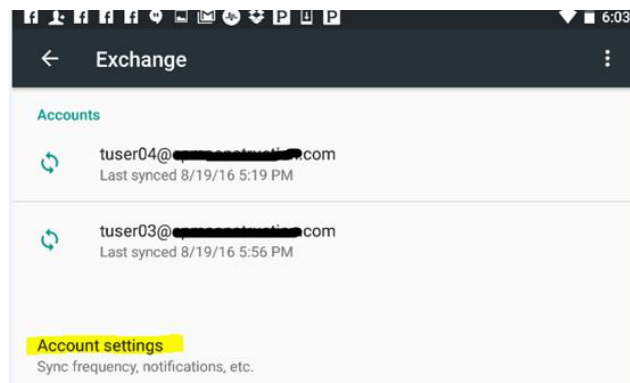 6:03
Exchange
Accounts
tuser04@ .com
Last synced 8/19/16 5:19 PM
tuser03@ .com
Last synced 8/19/16 5:56 PM
Account settings
Sync frequency, notifications, etc.